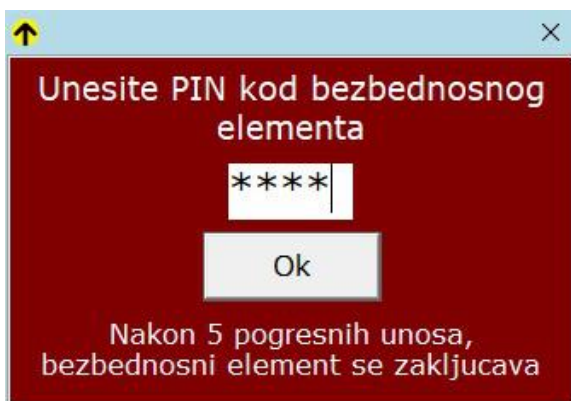 Unesite PIN kod bezbednosnog
elementa
****
Ok
Nakon 5 pogresnih unosa,
bezbednosni element se zakljucava